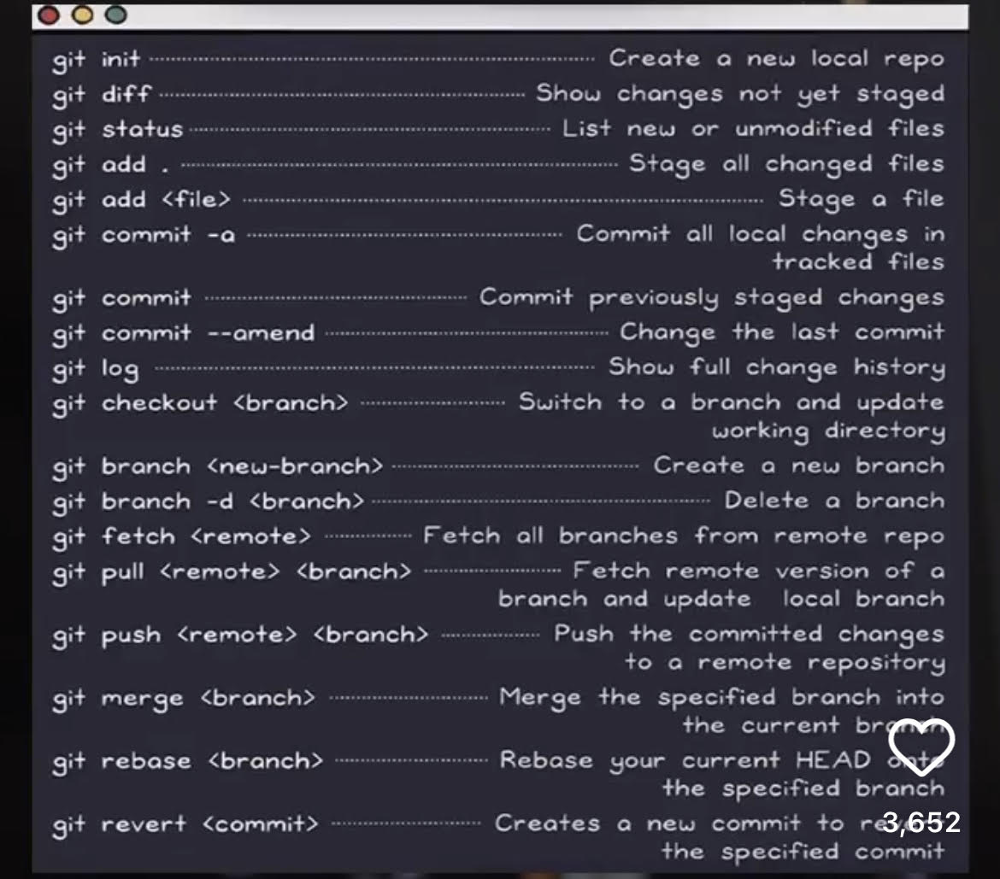 git init Create a new local repo
git diff Show changes not yet staged
git status List new or unmodified files
git add . Stage all changed files
git add <file> Stage a file
git commit -a Commit all local changes in
tracked files
git commit Commit previously staged changes
git commit --amend Change the last commit
git log Show full change history
git checkout <branch> Switch to a branch and update
working directory
git branch <new-branch> Create a new branch
git branch -d <branch> Delete a branch
git fetch <remote> Fetch all branches from remote repo
git pull <remote> <branch> Fetch remote version of a
branch and update local branch
git push <remote> <branch> Push the committed changes
to a remote repository
git merge <branch> Merge the specified branch into
the current branch
git rebase <branch> Rebase your current HEAD onto
the specified branch
git revert <commit> Creates a new commit to revert
3,652
the specified commit